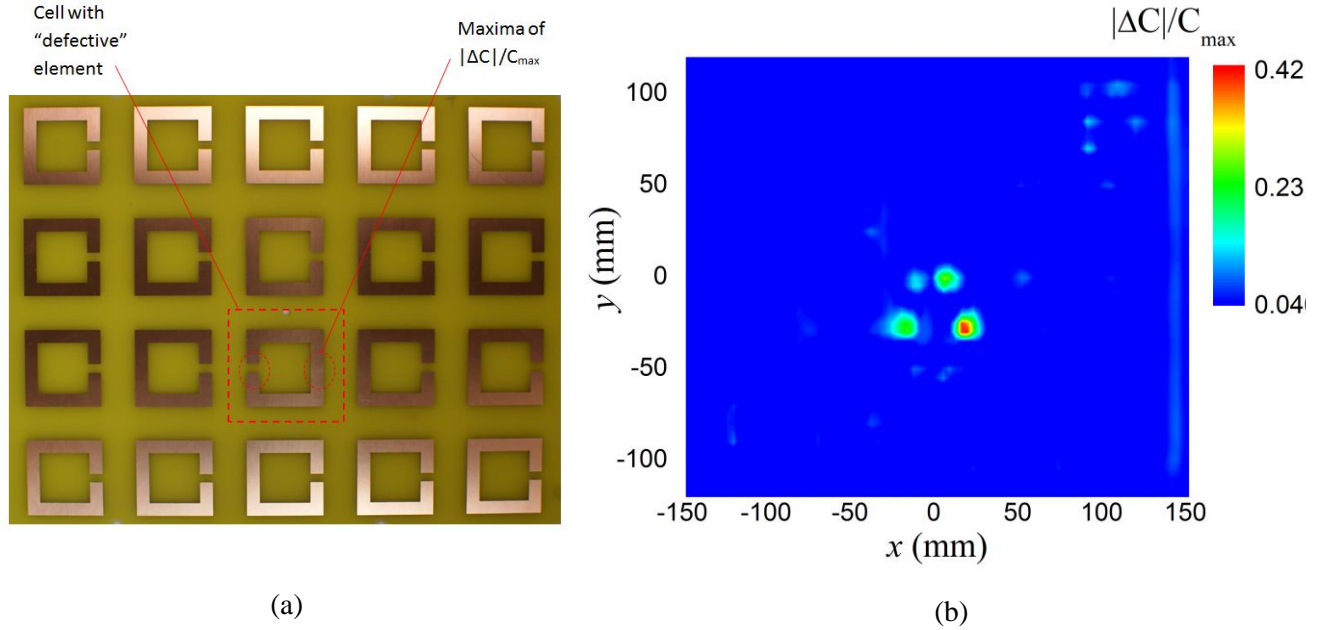 Cell with
“defective”
element
Maxima of
|ΔC|/Cmax
|ΔC|/Cmax
0.42
0.23
0.040
y (mm)
100
50
0
-50
-100
-150
-100
-50
0
50
100
150
x (mm)
(a)
(b)